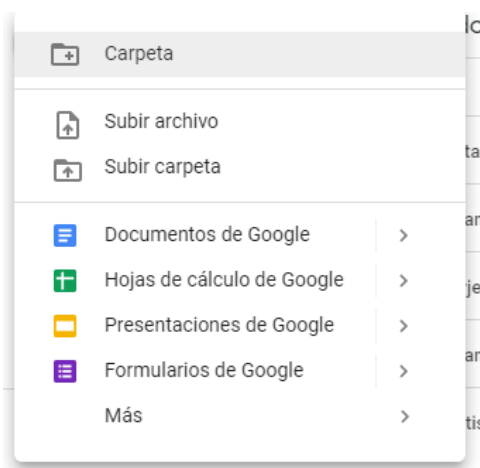 Carpeta
Subir archivo
Subir carpeta
Documentos de Google
Hojas de cálculo de Google
Presentaciones de Google
Formularios de Google
Más